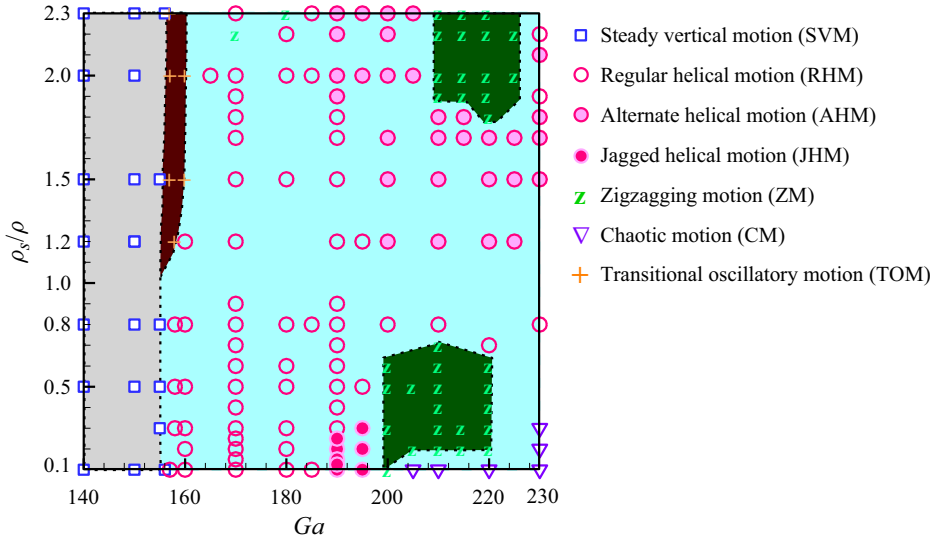 2.3
2.0
1.5
1.2
1.0
0.8
0.5
0.1
ρs/ρ
140
160
180
200
220
230
Ga
Steady vertical motion (SVM)
Regular helical motion (RHM)
Alternate helical motion (AHM)
Jagged helical motion (JHM)
z Zigzagging motion (ZM)
Chaotic motion (CM)
Transitional oscillatory motion (TOM)